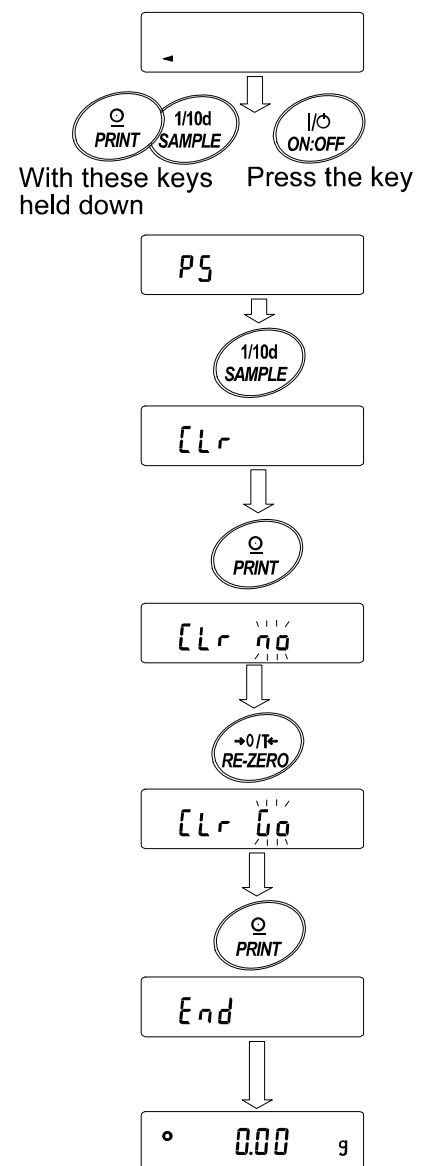 1/10d I/
PRINT SAMPLE ON:OFF
With these keys Press the key
held down
PS
1/10d
SAMPLE
CLr
PRINT
CLr no
→0/T←
RE-ZERO
CLr Go
PRINT
End
0.00 g